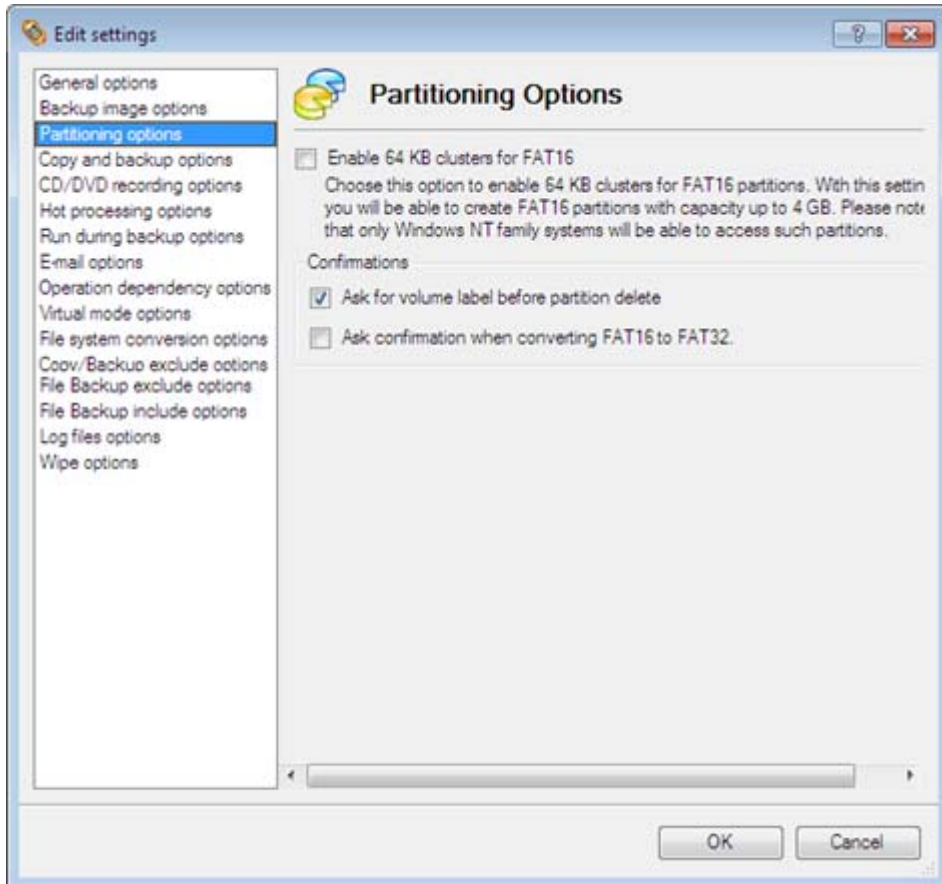 Edit settings
General options
Backup image options
Partitioning options
Copy and backup options
CD/DVD recording options
Hot processing options
Run during backup options
E-mail options
Operation dependency options
Virtual mode options
File system conversion options
Copy/Backup exclude options
File Backup exclude options
File Backup include options
Log files options
Wipe options
Partitioning Options
Enable 64 KB clusters for FAT16
Choose this option to enable 64 KB clusters for FAT16 partitions. With this settin
you will be able to create FAT16 partitions with capacity up to 4 GB. Please note
that only Windows NT family systems will be able to access such partitions.
Confirmations
Ask for volume label before partition delete
Ask confirmation when converting FAT16 to FAT32.
OK
Cancel